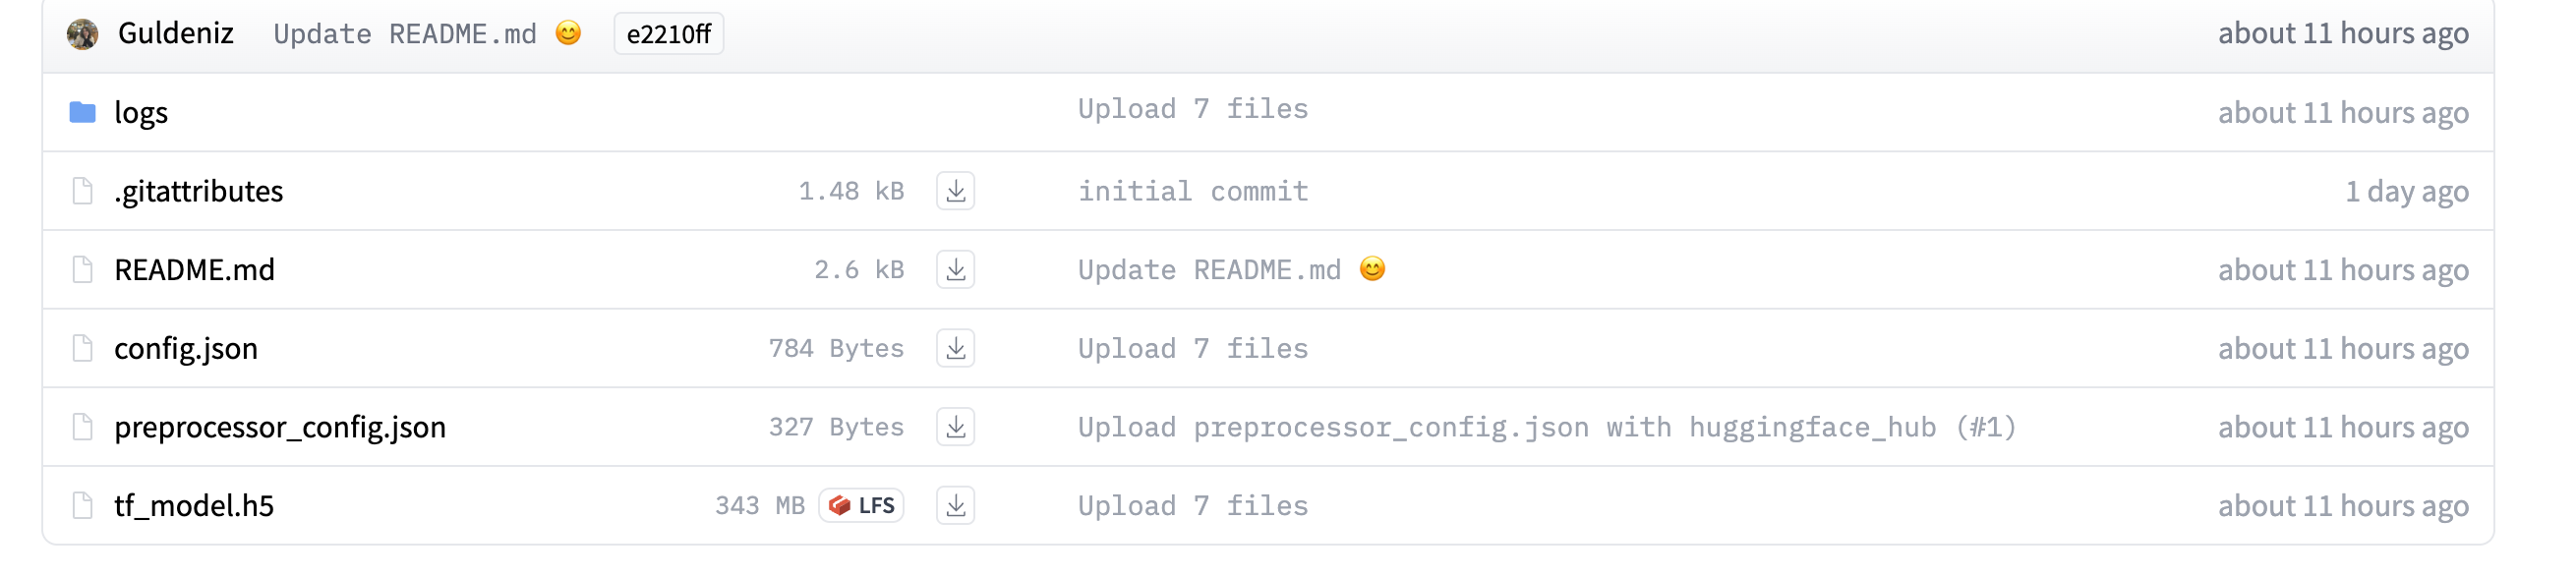 Guldeniz Update README.md 😊 e2210ff about 11 hours ago
logs Upload 7 files about 11 hours ago
.gitattributes 1.48 kB initial commit 1 day ago
README.md 2.6 kB Update README.md 😊 about 11 hours ago
config.json 784 Bytes Upload 7 files about 11 hours ago
preprocessor_config.json 327 Bytes Upload preprocessor_config.json with huggingface_hub (#1) about 11 hours ago
tf_model.h5 343 MB LFS Upload 7 files about 11 hours ago